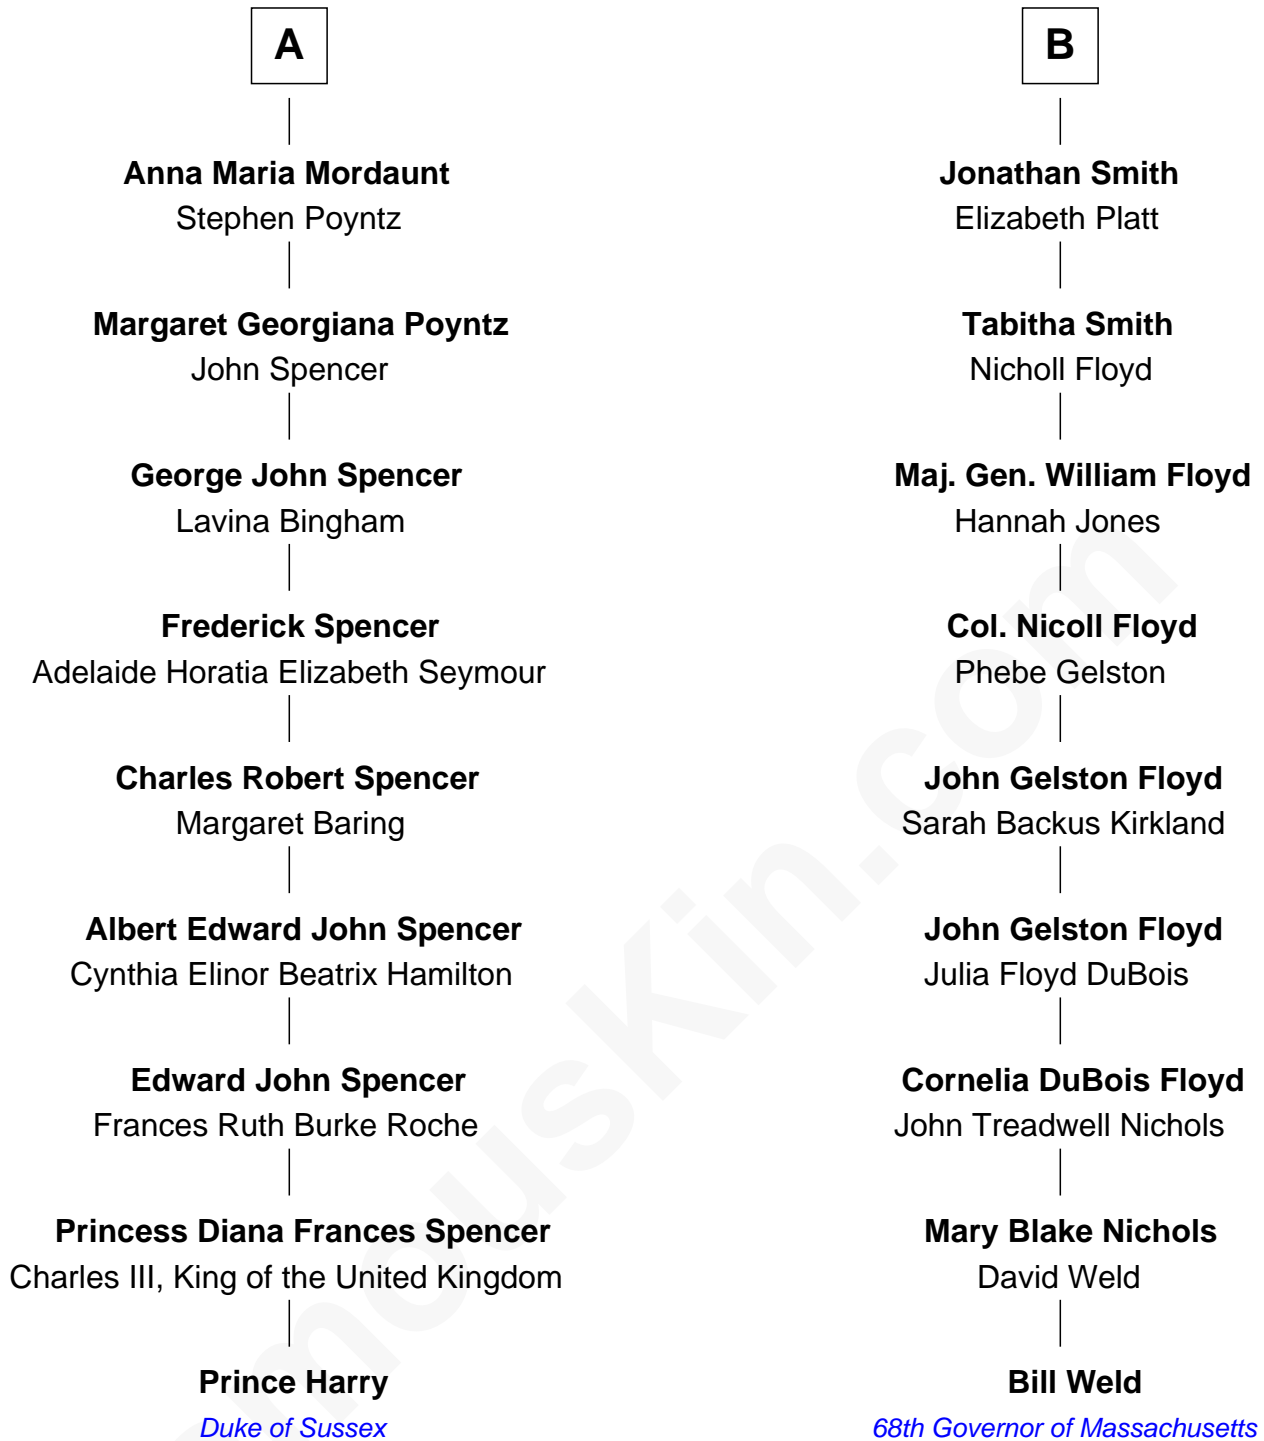 A
Anna Maria Mordaunt
Stephen Poyntz
Margaret Georgiana Poyntz
John Spencer
George John Spencer
Lavina Bingham
Frederick Spencer
Adelaide Horatia Elizabeth Seymour
Charles Robert Spencer
Margaret Baring
Albert Edward John Spencer
Cynthia Elinor Beatrix Hamilton
Edward John Spencer
Frances Ruth Burke Roche
Princess Diana Frances Spencer
Charles III, King of the United Kingdom
Prince Harry
Duke of Sussex
B
Jonathan Smith
Elizabeth Platt
Tabitha Smith
Nicholl Floyd
Maj. Gen. William Floyd
Hannah Jones
Col. Nicoll Floyd
Phebe Gelston
John Gelston Floyd
Sarah Backus Kirkland
John Gelston Floyd
Julia Floyd DuBois
Cornelia DuBois Floyd
John Treadwell Nichols
Mary Blake Nichols
David Weld
Bill Weld
68th Governor of Massachusetts
mousKin.com